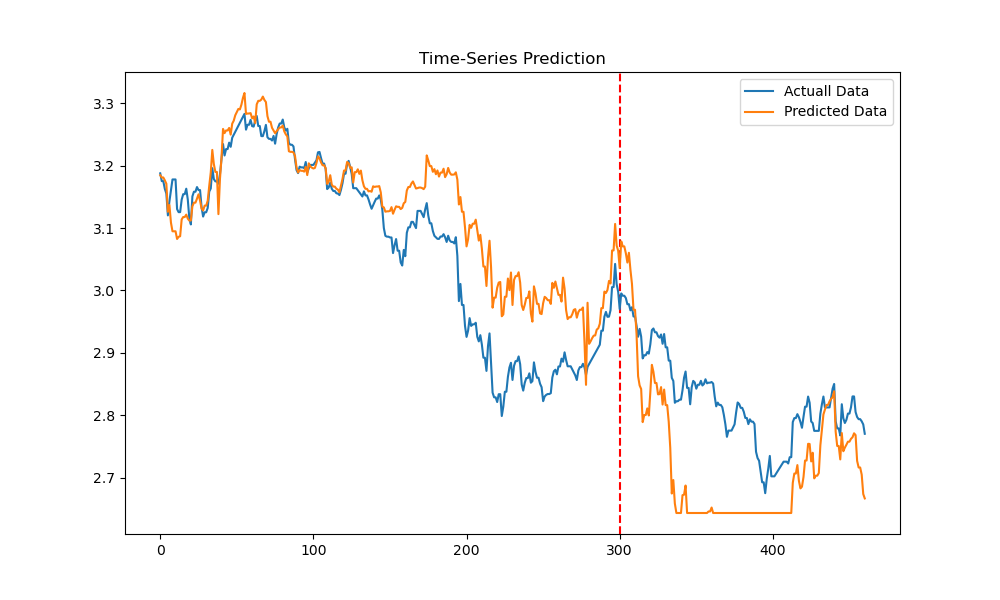 Time-Series Prediction
Actuall Data
Predicted Data
3.3
3.2
3.1
3.0
2.9
2.8
2.7
0 100 200 300 400